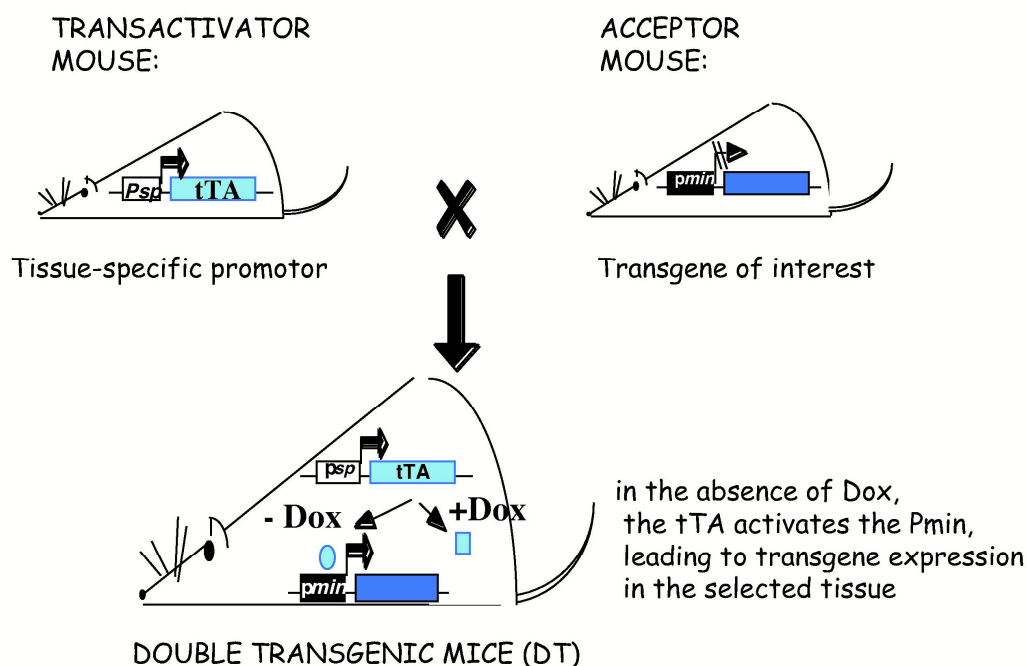 TRANSACTIVATOR
MOUSE:
ACCEPTOR
MOUSE:
Psp
tTA
pmin
Tissue-specific promotor
Transgene of interest
psp
tTA
- Dox
+Dox
pmin
in the absence of Dox,
the tTA activates the Pmin,
leading to transgene expression
in the selected tissue
DOUBLE TRANSGENIC MICE (DT)